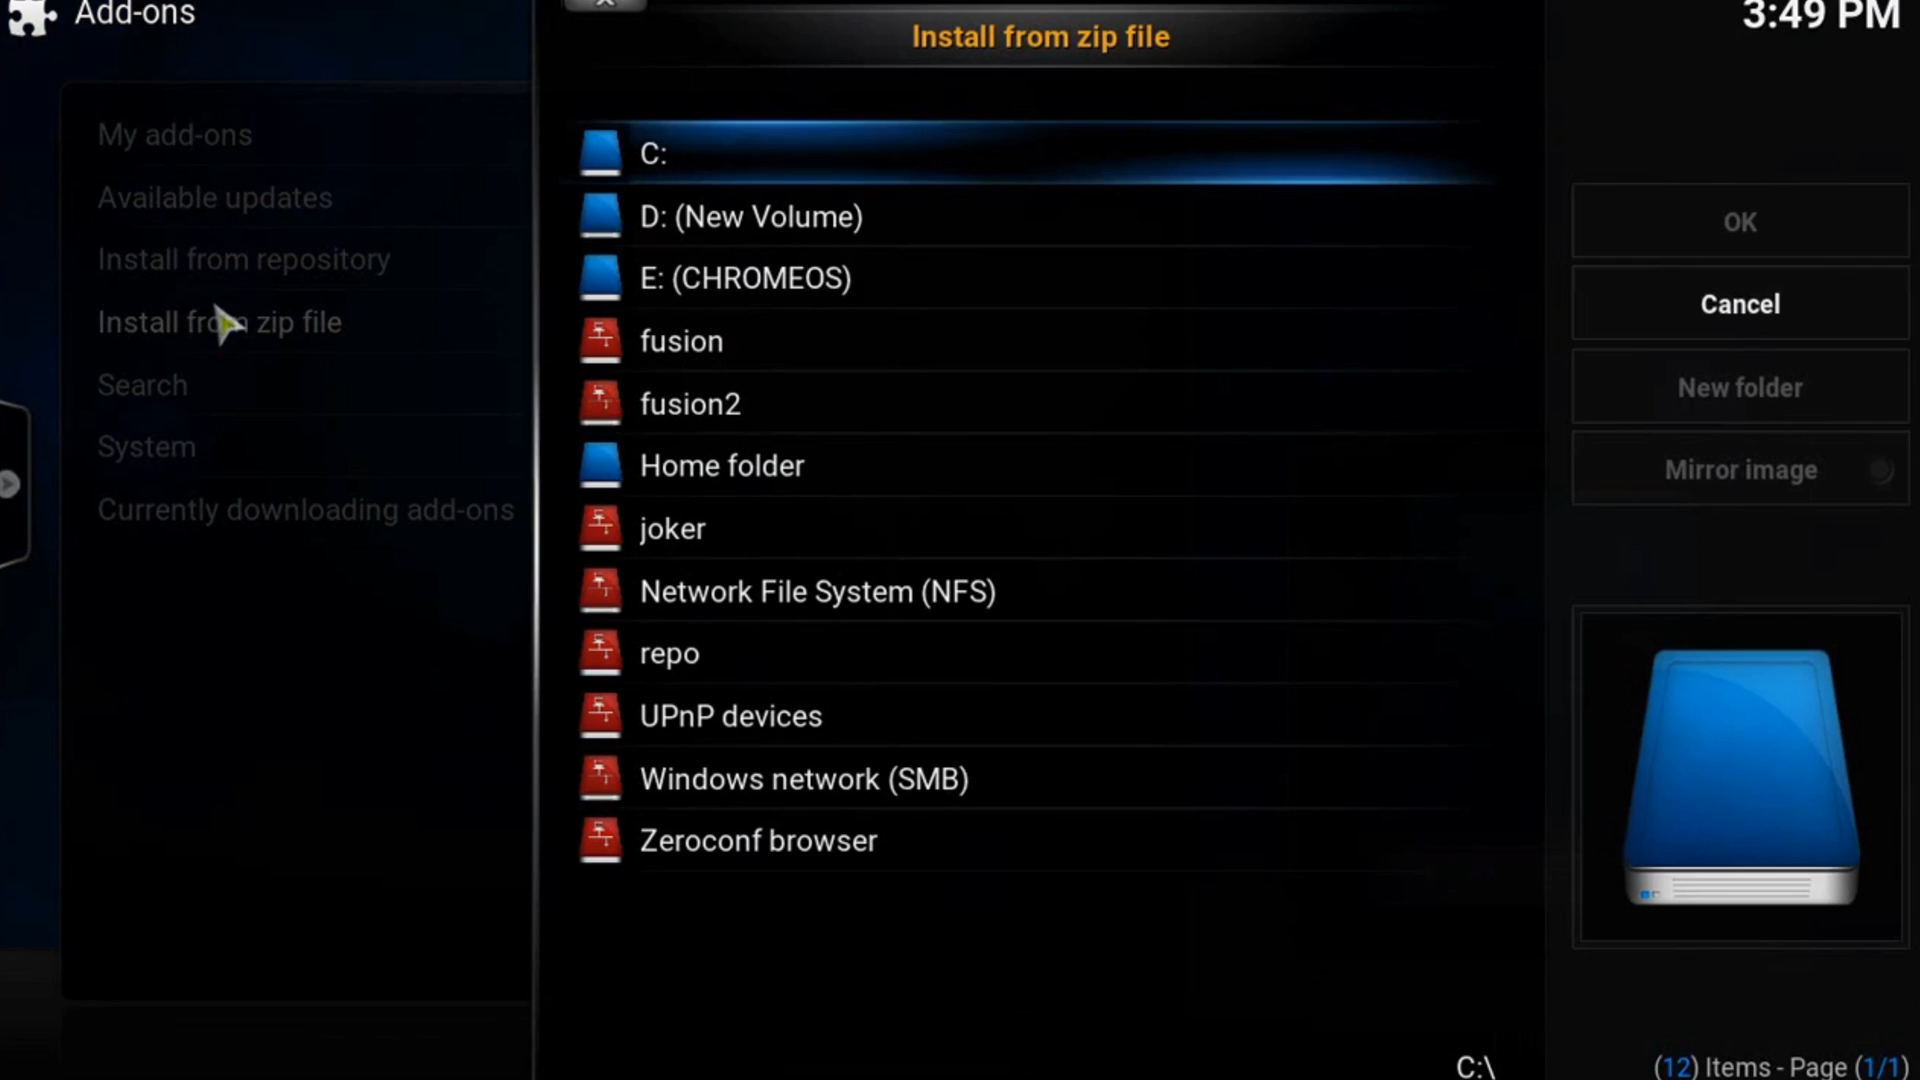 Add-ons
3:49 PM
Install from zip file
My add-ons
Available updates
Install from repository
Install from zip file
Search
System
Currently downloading add-ons
C:
D: (New Volume)
E: (CHROMEOS)
fusion
fusion2
Home folder
joker
Network File System (NFS)
repo
UPnP devices
Windows network (SMB)
Zeroconf browser
OK
Cancel
New folder
Mirror image
C:\
(12) Items - Page (1/1)